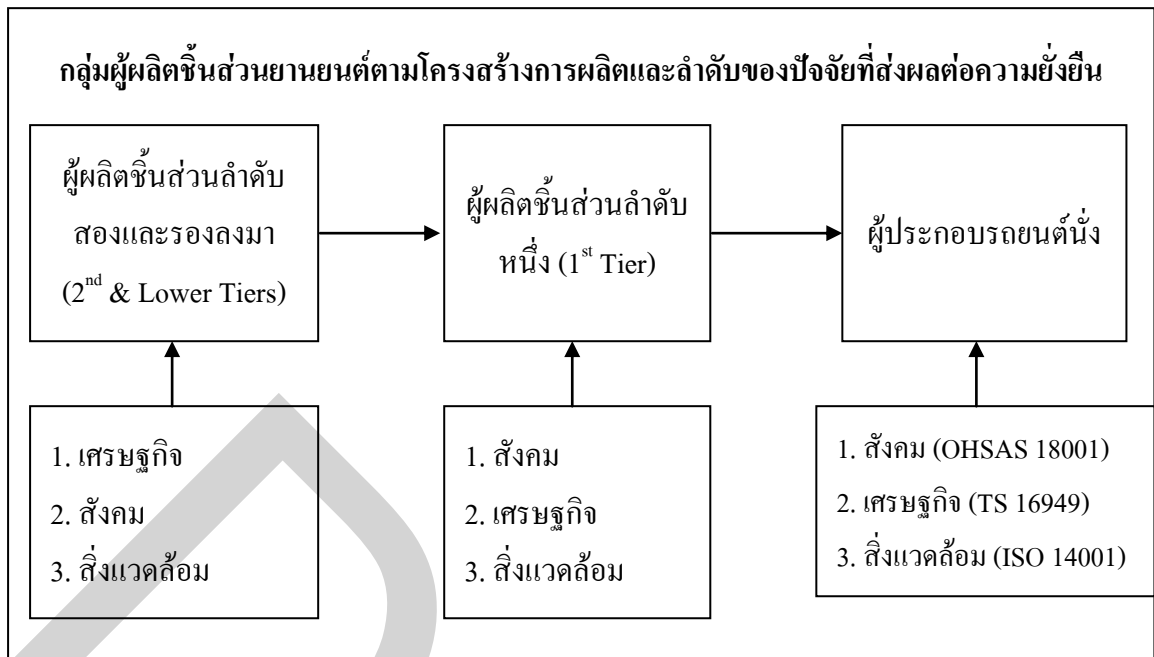 กลุ่มผู้ผลิตชิ้นส่วนยานยนต์ตามโครงสร้างการผลิตและลำดับของปัจจัยที่ส่งผลต่อความยั่งยืน
ผู้ผลิตชิ้นส่วนลำดับ
สองและรองลงมา
(2nd & Lower Tiers)
ผู้ผลิตชิ้นส่วนลำดับ
หนึ่ง (1st Tier)
ผู้ประกอบรถยนต์นั่ง
1. เศรษฐกิจ
2. สังคม
3. สิ่งแวดล้อม
1. สังคม
2. เศรษฐกิจ
3. สิ่งแวดล้อม
1. สังคม (OHSAS 18001)
2. เศรษฐกิจ (TS 16949)
3. สิ่งแวดล้อม (ISO 14001)